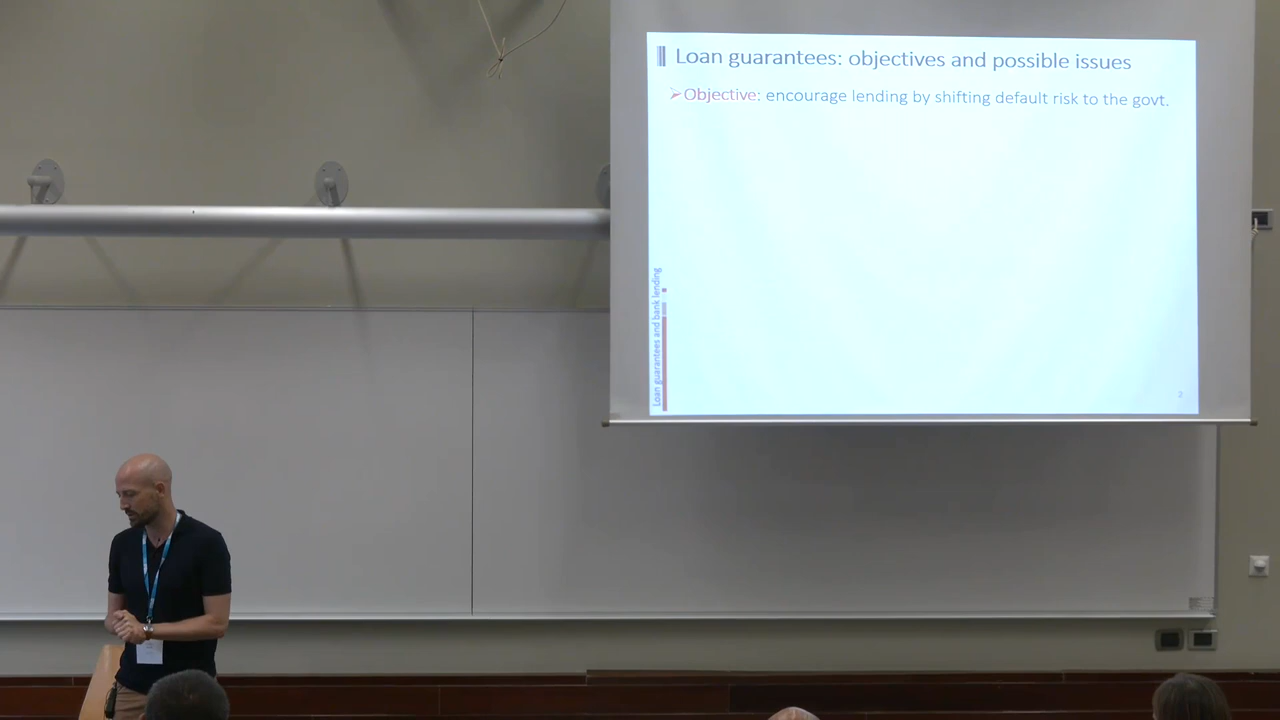 Loan guarantees: objectives and possible issues
➢Objective: encourage lending by shifting default risk to the govt.
Loan guarantees and bank lending
2